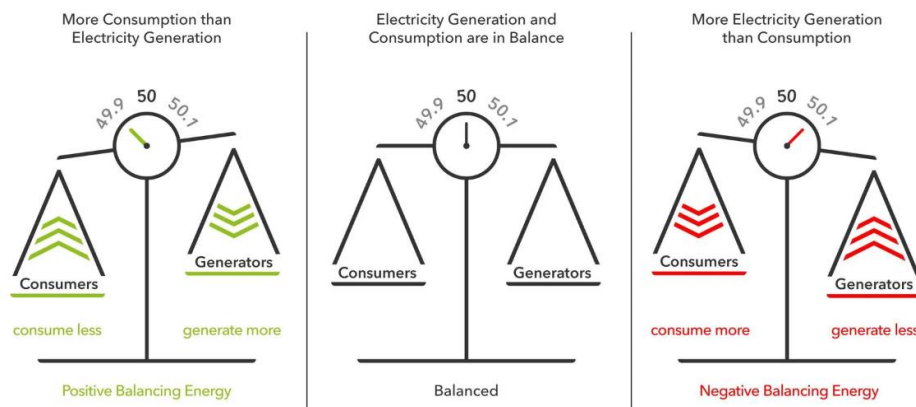 More Consumption than
Electricity Generation
49.9 50 50.1
Consumers
Generators
consume less
generate more
Positive Balancing Energy
Electricity Generation and
Consumption are in Balance
49.9 50 50.1
Consumers
Generators
Balanced
More Electricity Generation
than Consumption
49.9 50 50.1
Consumers
Generators
consume more
generate less
Negative Balancing Energy